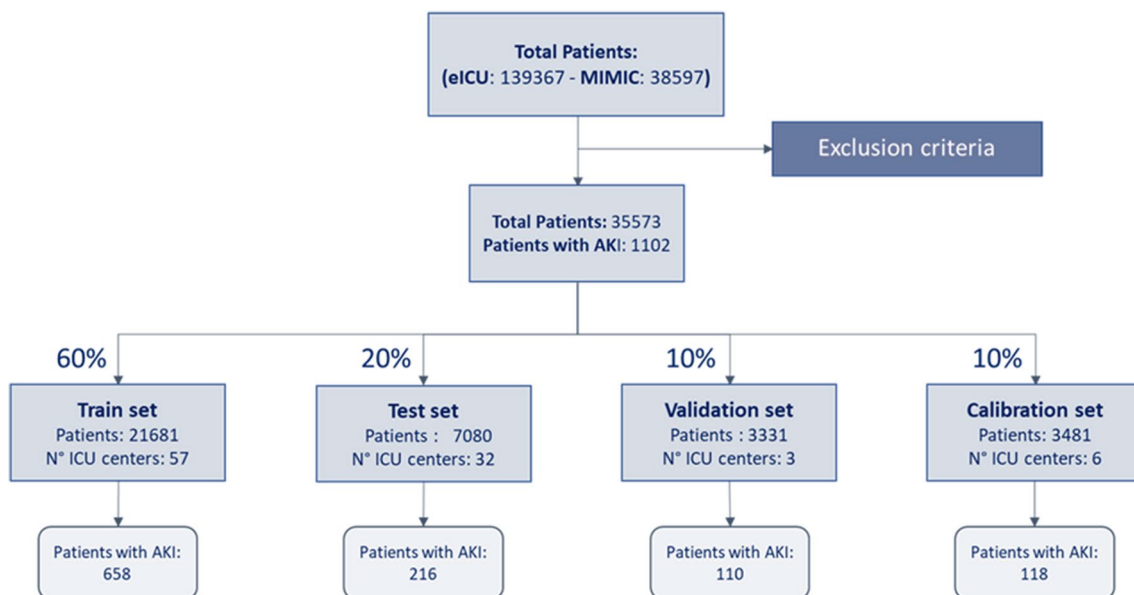 Total Patients:
(eICU: 139367 - MIMIC: 38597)
Exclusion criteria
Total Patients: 35573
Patients with AKI: 1102
60%
20%
10%
10%
Train set
Patients: 21681
N° ICU centers: 57
Test set
Patients : 7080
N° ICU centers: 32
Validation set
Patients : 3331
N° ICU centers: 3
Calibration set
Patients: 3481
N° ICU centers: 6
Patients with AKI:
658
Patients with AKI:
216
Patients with AKI:
110
Patients with AKI:
118